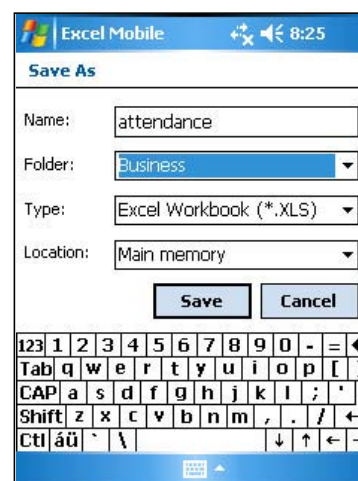 Excel Mobile 8:25
Save As
Name: attendance
Folder: Business
Type: Excel Workbook (*.XLS)
Location: Main memory
Save Cancel
123 1 2 3 4 5 6 7 8 9 0 - =
Tab q w e r t y u i o p [
CAP a s d f g h j k l ; '
Shift z x c v b n m , . / ←
Ctl áü ` \ ↓ ↑ ←